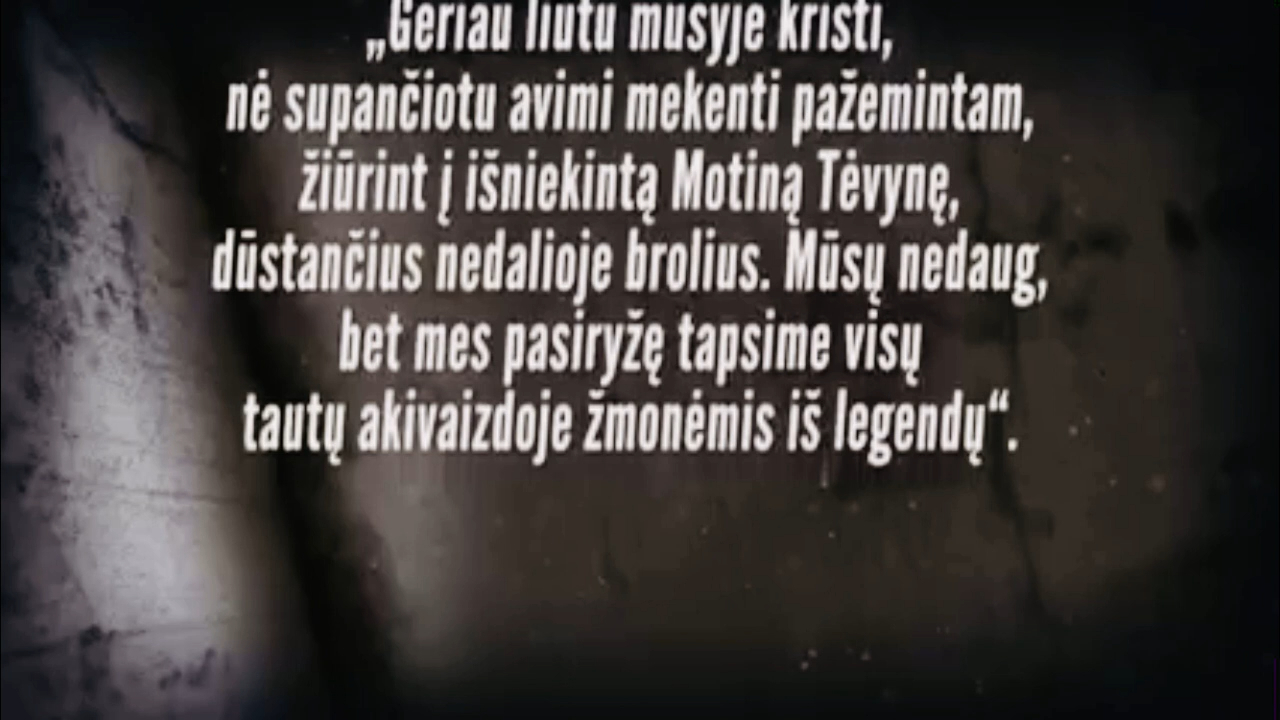 „Geriau liūtu mūšyje kristi,
nė supančiotu avimi mekenti pažemintam,
žiūrint į išniekintą Motiną Tėvynę,
dūstančius nedalioje brolius. Mūsų nedaug,
bet mes pasiryžę tapsime visų
tautų akivaizdoje žmonėmis iš legendų“.